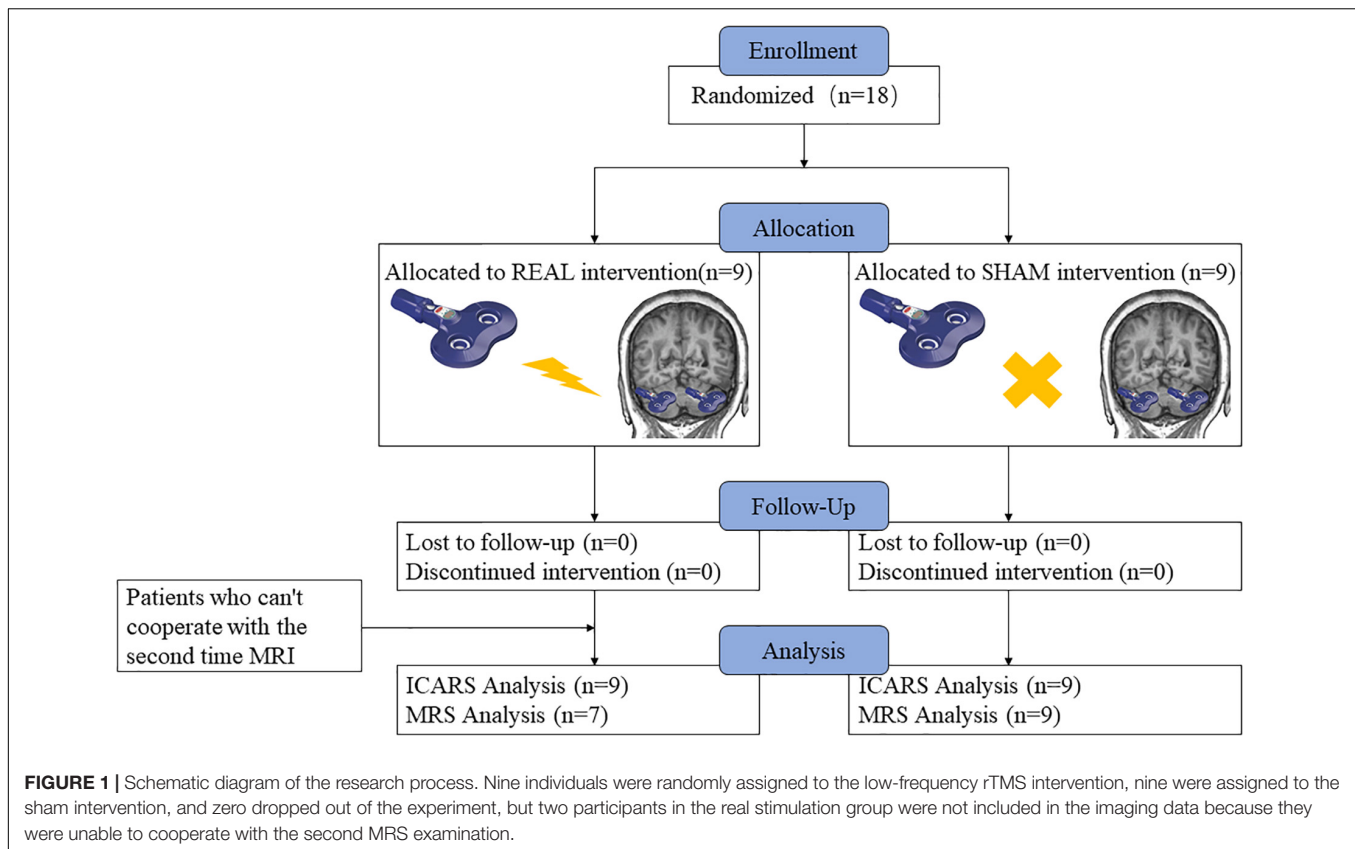 Enrollment
Randomized (n=18)
Allocation
Allocated to REAL intervention(n=9)
Allocated to SHAM intervention (n=9)
Follow-Up
Lost to follow-up (n=0)
Discontinued intervention (n=0)
Lost to follow-up (n=0)
Discontinued intervention (n=0)
Patients who can't
cooperate with the
second time MRI
Analysis
ICARS Analysis (n=9)
MRS Analysis (n=7)
ICARS Analysis (n=9)
MRS Analysis (n=9)
FIGURE 1 | Schematic diagram of the research process. Nine individuals were randomly assigned to the low-frequency rTMS intervention, nine were assigned to the
sham intervention, and zero dropped out of the experiment, but two participants in the real stimulation group were not included in the imaging data because they
were unable to cooperate with the second MRS examination.